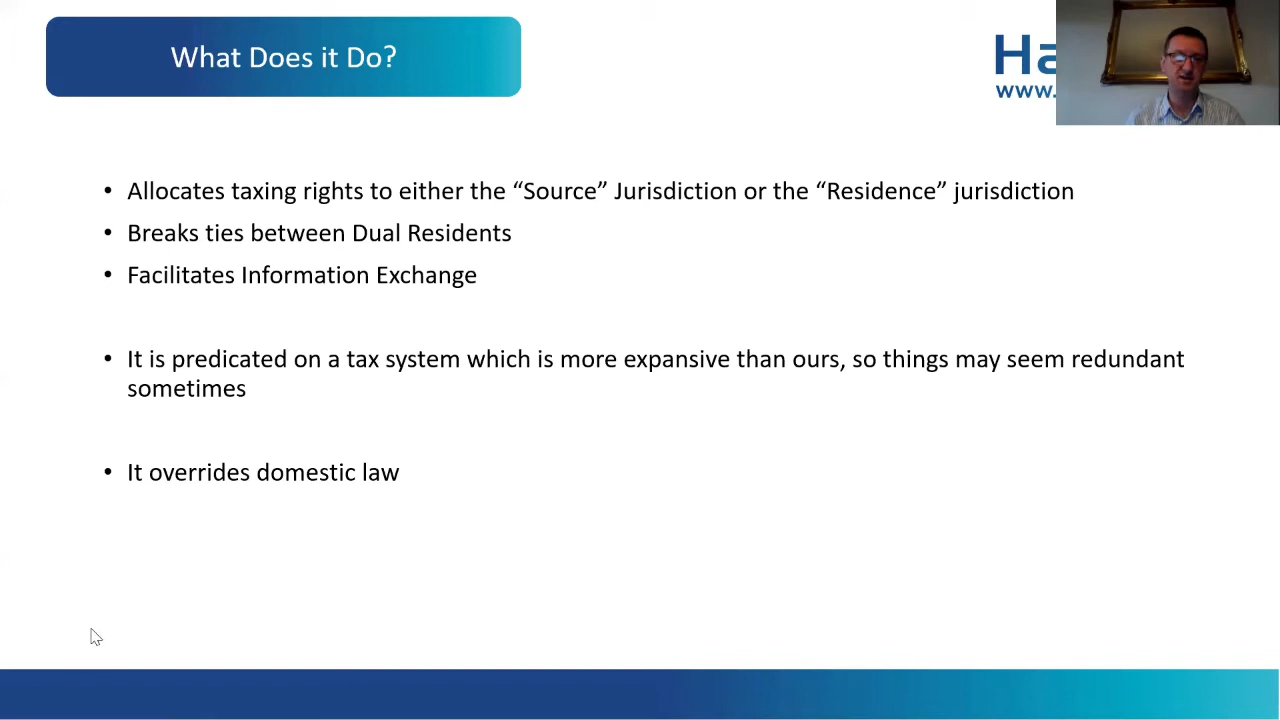 What Does it Do?
Ha
www.
• Allocates taxing rights to either the “Source” Jurisdiction or the “Residence” jurisdiction
• Breaks ties between Dual Residents
• Facilitates Information Exchange
• It is predicated on a tax system which is more expansive than ours, so things may seem redundant
sometimes
• It overrides domestic law